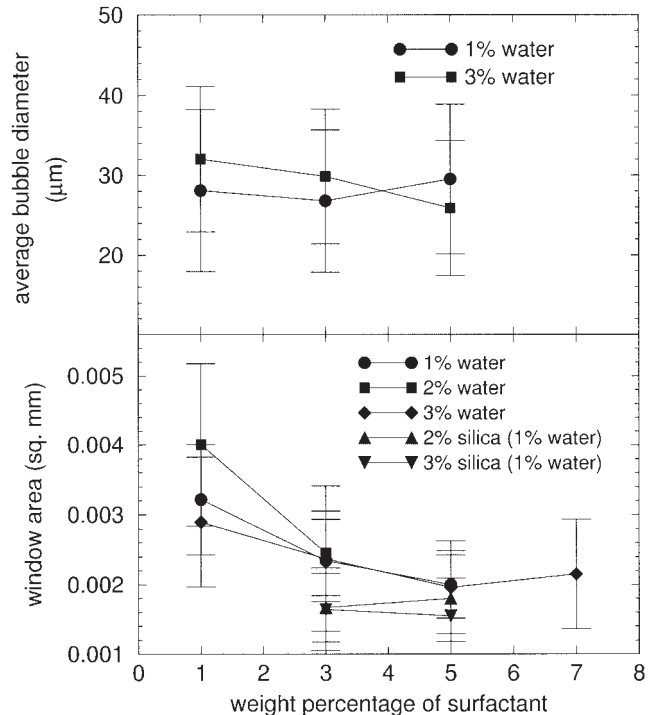 50
40
30
20
average bubble diameter
(μm)
1% water
3% water
0.005
0.004
0.003
0.002
0.001
window area (sq. mm)
1% water
2% water
3% water
2% silica (1% water)
3% silica (1% water)
0 1 2 3 4 5 6 7 8
weight percentage of surfactant